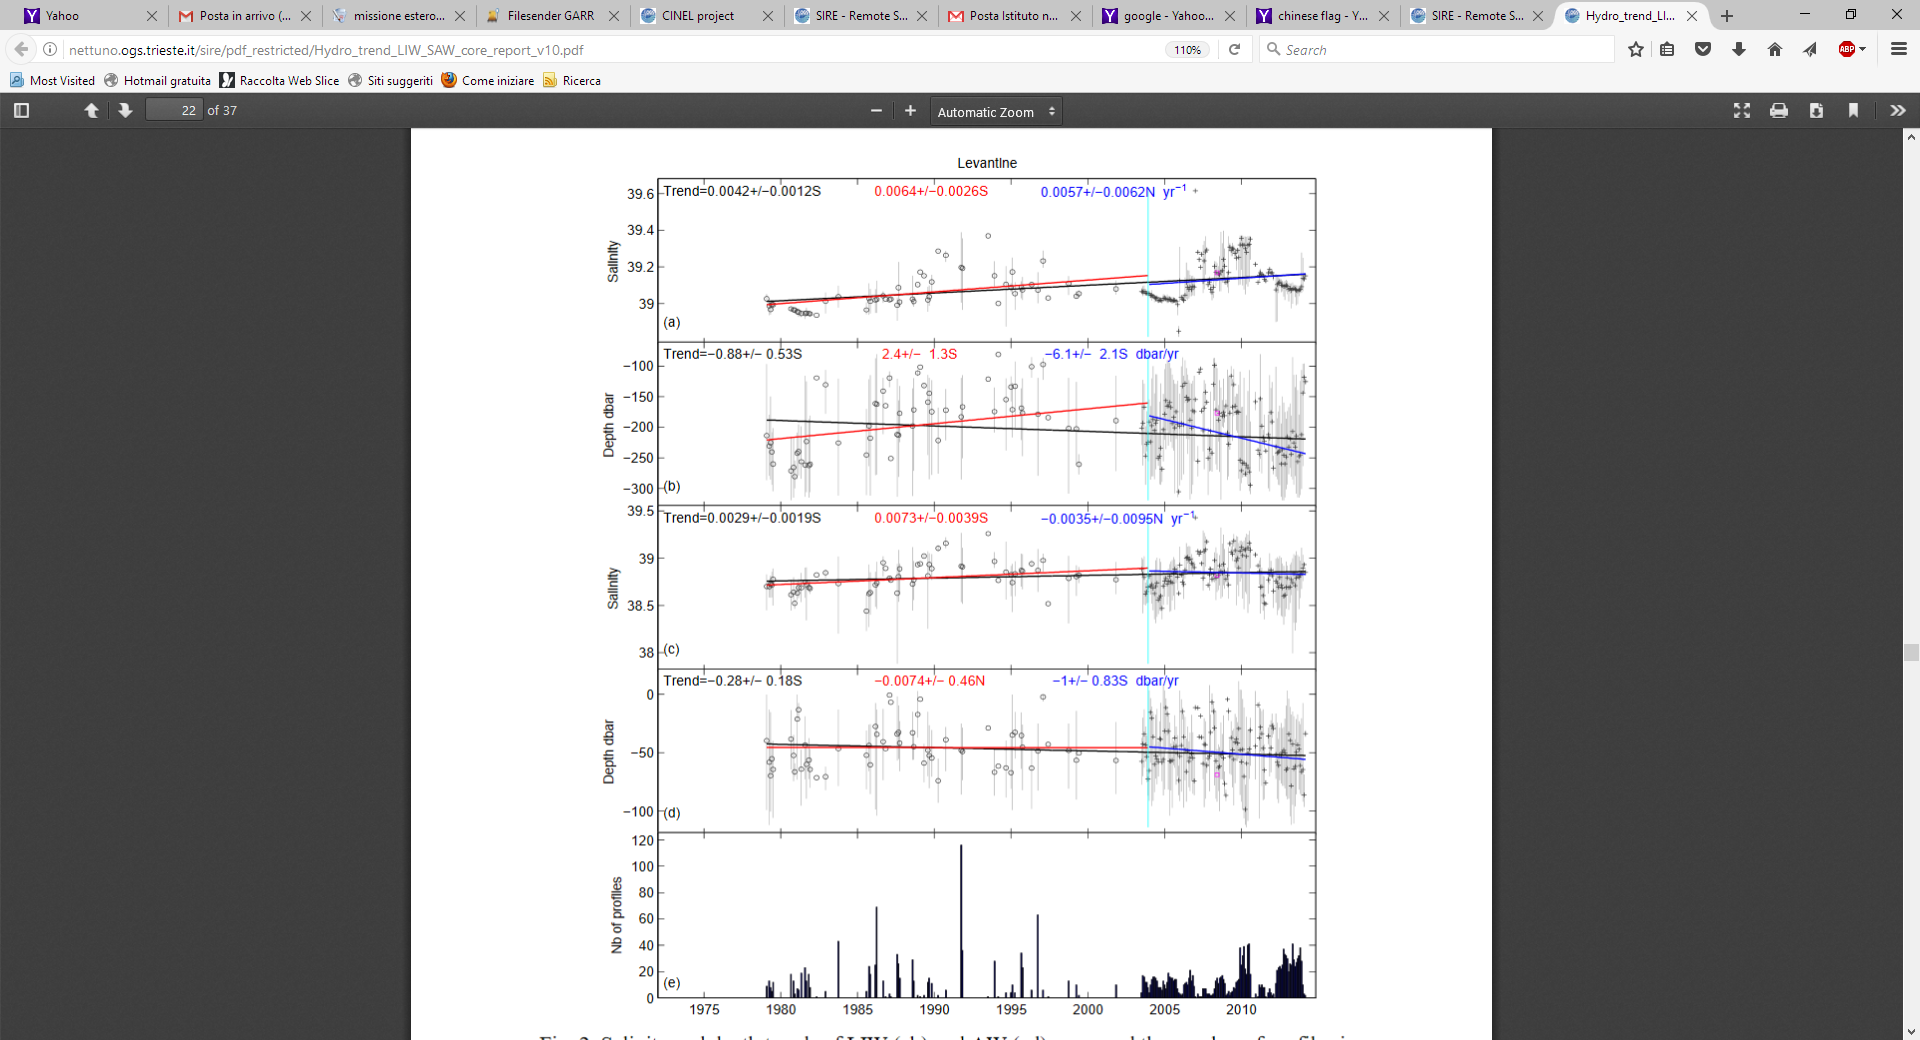 Yahoo
Posta in arrivo (...
missione estero...
Filesender GARR
CINEL project
SIRE - Remote S...
Posta Istituto n...
google - Yahoo...
chinese flag - Y...
SIRE - Remote S...
Hydro_trend_LI...
nettuno.ogs.trieste.it/sire/pdf_restricted/Hydro_trend_LIW_SAW_core_report_v10.pdf
110%
Search
ABP
Most Visited
Hotmail gratuita
Raccolta Web Slice
Siti suggeriti
Come iniziare
Ricerca
22 of 37
Automatic Zoom
Levantine
Trend=0.0042+/−0.0012S 0.0064+/−0.0026S 0.0057+/−0.0062N yr⁻¹
Salinity
39.6
39.4
39.2
39
(a)
Trend=−0.88+/− 0.53S 2.4+/− 1.3S −6.1+/− 2.1S dbar/yr
Depth dbar
−100
−150
−200
−250
−300
(b)
Trend=0.0029+/−0.0019S 0.0073+/−0.0039S −0.0035+/−0.0095N yr⁻¹
Salinity
39.5
39
38.5
38
(c)
Trend=−0.28+/− 0.18S −0.0074+/− 0.46N −1+/− 0.83S dbar/yr
Depth dbar
0
−50
−100
(d)
Nb of profiles
120
100
80
60
40
20
0
(e)
1975 1980 1985 1990 1995 2000 2005 2010